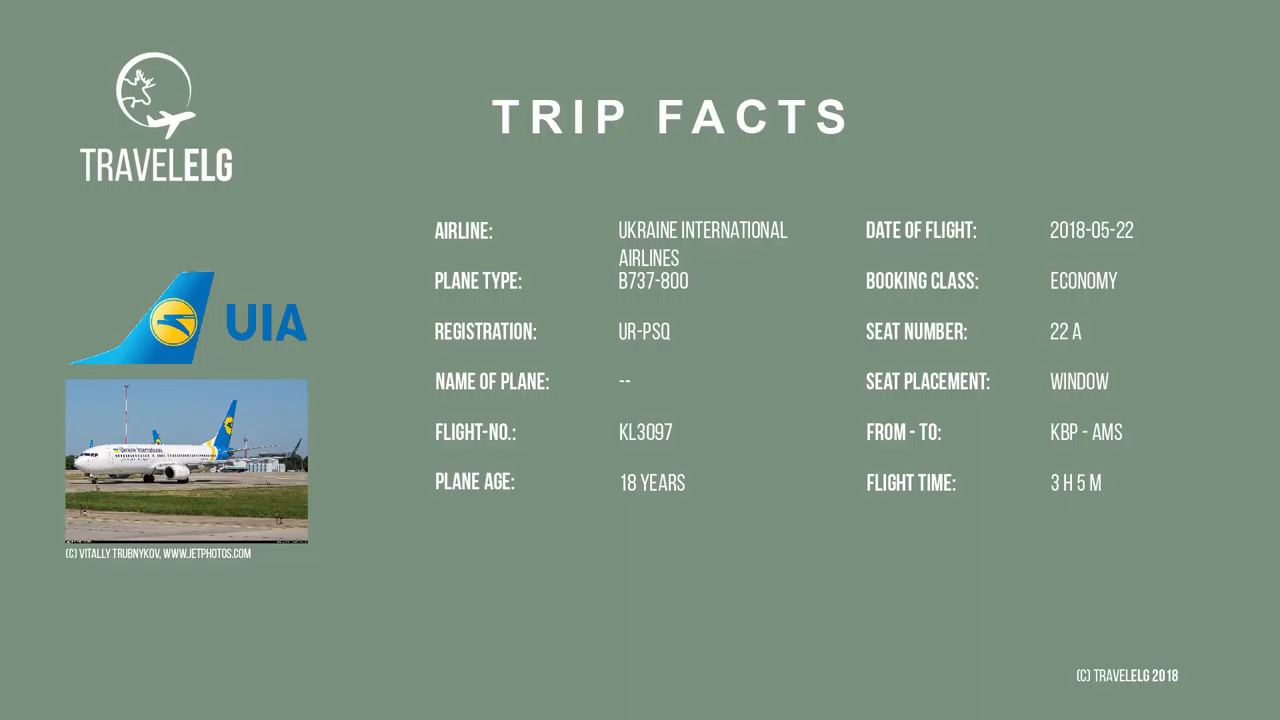 TRAVELELG
TRIP FACTS
AIRLINE: UKRAINE INTERNATIONAL
AIRLINES
DATE OF FLIGHT: 2018-05-22
PLANE TYPE: B737-800
BOOKING CLASS: ECONOMY
REGISTRATION: UR-PSQ
SEAT NUMBER: 22 A
NAME OF PLANE: --
SEAT PLACEMENT: WINDOW
FLIGHT-NO.: KL3097
FROM - TO: KBP - AMS
PLANE AGE: 18 YEARS
FLIGHT TIME: 3 H 5 M
UIA
Ukraine International
(C) VITALLY TRUBNYKOV, WWW.JETPHOTOS.COM
(C) TRAVELELG 2018